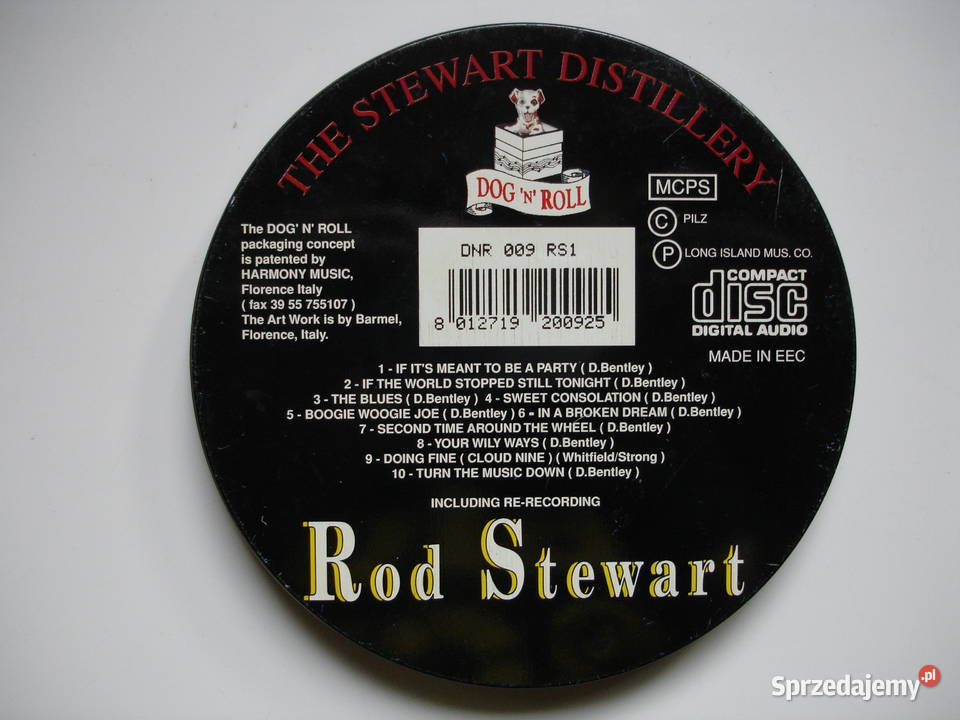 THE STEWART DISTILLERY
DOG 'N' ROLL
The DOG' N' ROLL
packaging concept
is patented by
HARMONY MUSIC,
Florence Italy
( fax 39 55 755107 )
The Art Work is by Barmel,
Florence, Italy.
DNR 009 RS1
8 012719 200925
MCPS
C PILZ
P LONG ISLAND MUS. CO.
COMPACT
disc
DIGITAL AUDIO
MADE IN EEC
1 - IF IT'S MEANT TO BE A PARTY ( D.Bentley )
2 - IF THE WORLD STOPPED STILL TONIGHT ( D.Bentley )
3 - THE BLUES ( D.Bentley ) 4 - SWEET CONSOLATION ( D.Bentley )
5 - BOOGIE WOOGIE JOE ( D.Bentley ) 6 - IN A BROKEN DREAM ( D.Bentley )
7 - SECOND TIME AROUND THE WHEEL ( D.Bentley )
8 - YOUR WILY WAYS ( D.Bentley )
9 - DOING FINE ( CLOUD NINE ) ( Whitfield/Strong )
10 - TURN THE MUSIC DOWN ( D.Bentley )
INCLUDING RE-RECORDING
Rod Stewart
Sprzedajemy.pl